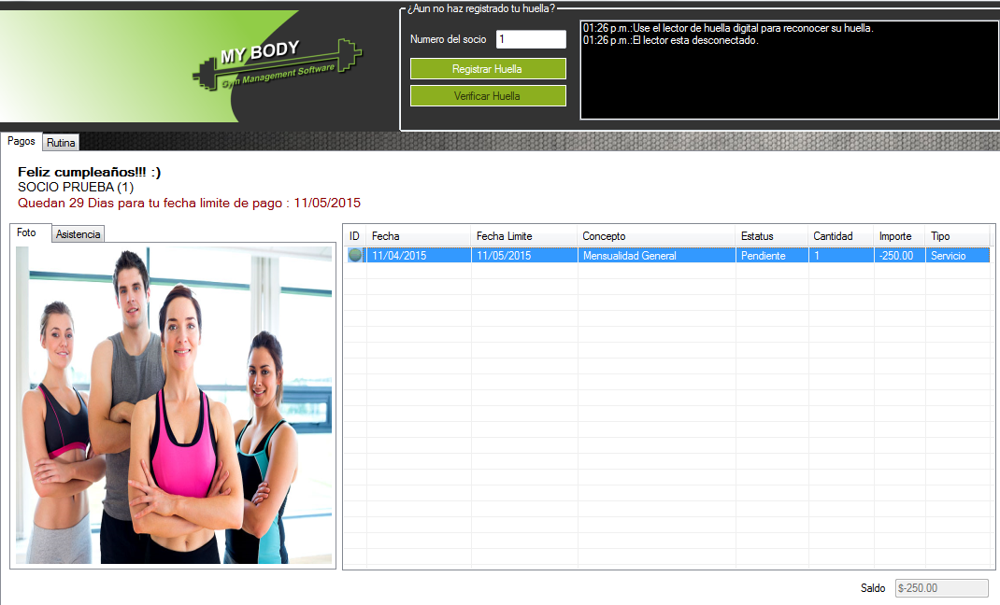 MY BODY
Gym Management Software
¿Aun no haz registrado tu huella?
Numero del socio 1
Registrar Huella
Verificar Huella
01:26 p.m.:Use el lector de huella digital para reconocer su huella.
01:26 p.m.:El lector esta desconectado.
Pagos Rutina
Feliz cumpleaños!!! :)
SOCIO PRUEBA (1)
Quedan 29 Dias para tu fecha limite de pago : 11/05/2015
Foto Asistencia
ID Fecha Fecha Limite Concepto Estatus Cantidad Importe Tipo
11/04/2015 11/05/2015 Mensualidad General Pendiente 1 -250.00 Servicio
Saldo $-250.00